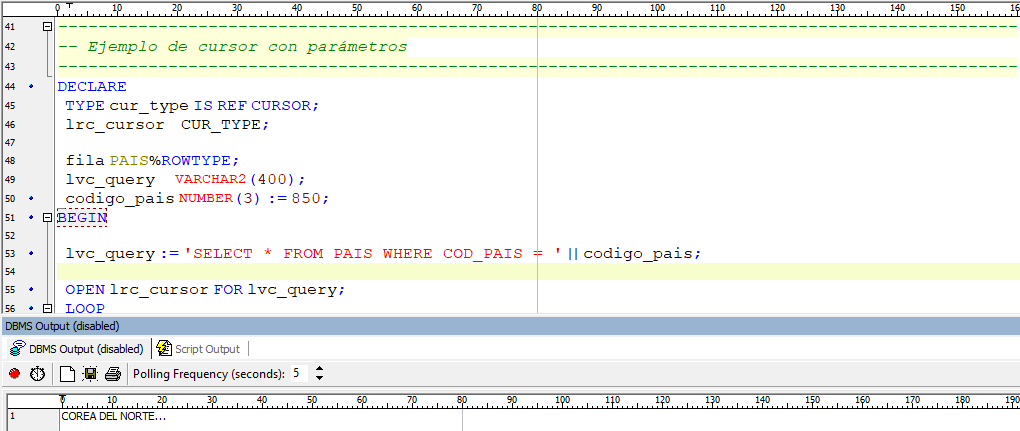 0 10 20 30 40 50 60 70 80 90 100 110 120 130 140 150 160
41 --------------------------------------------------------------------------------
42 -- Ejemplo de cursor con parámetros
43 --------------------------------------------------------------------------------
44 DECLARE
45 TYPE cur_type IS REF CURSOR;
46 lrc_cursor CUR_TYPE;
47
48 fila PAIS%ROWTYPE;
49 lvc_query VARCHAR2(400);
50 codigo_pais NUMBER(3) := 850;
51 BEGIN
52
53 lvc_query := 'SELECT * FROM PAIS WHERE COD_PAIS = ' || codigo_pais;
54
55 OPEN lrc_cursor FOR lvc_query;
56 LOOP
DBMS Output (disabled)
DBMS Output (disabled) Script Output
Polling Frequency (seconds): 5
0 10 20 30 40 50 60 70 80 90 100 110 120 130 140 150 160 170 180 190
1 COREA DEL NORTE...